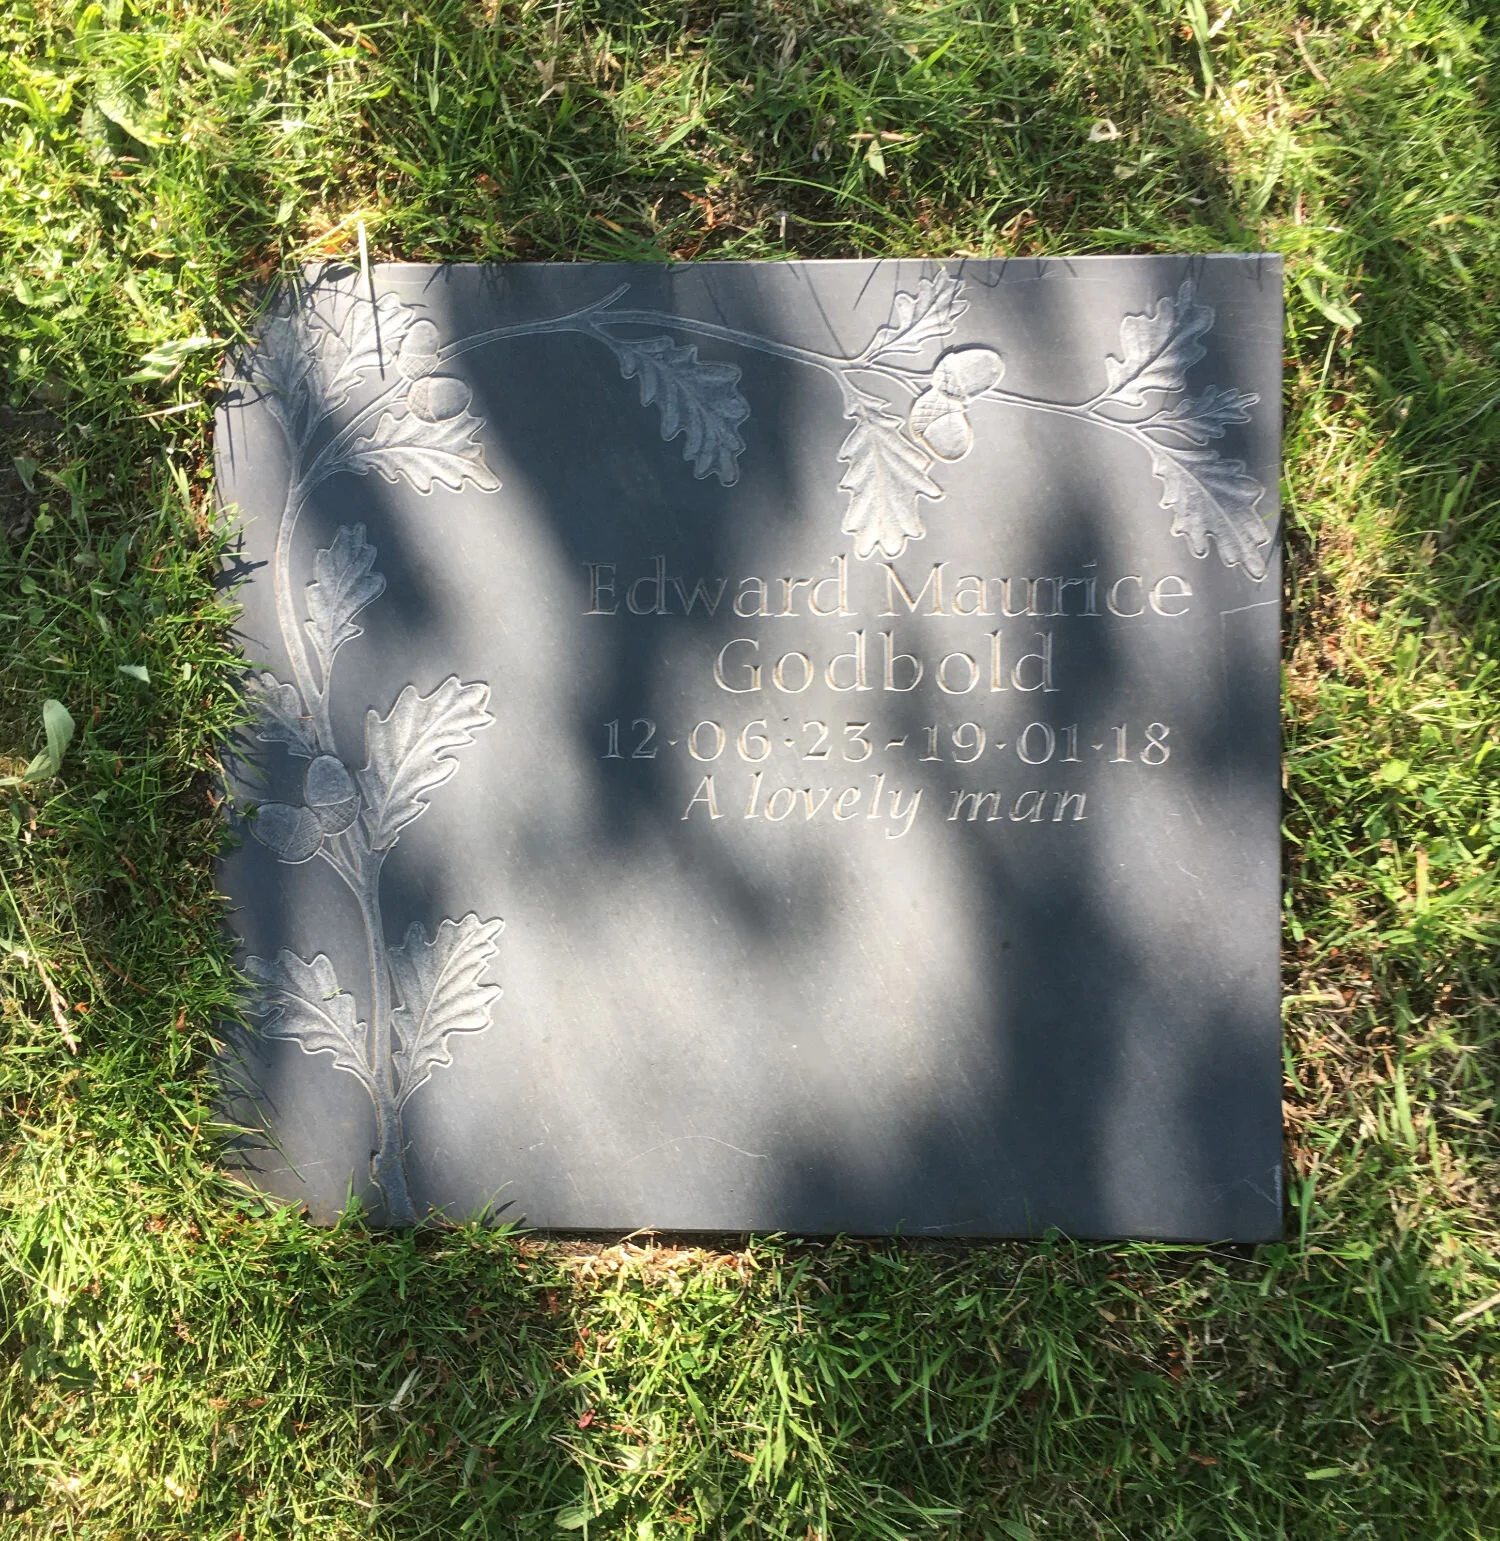 Edward Maurice
Godbold
12·06·23-19·01·18
A lovely man